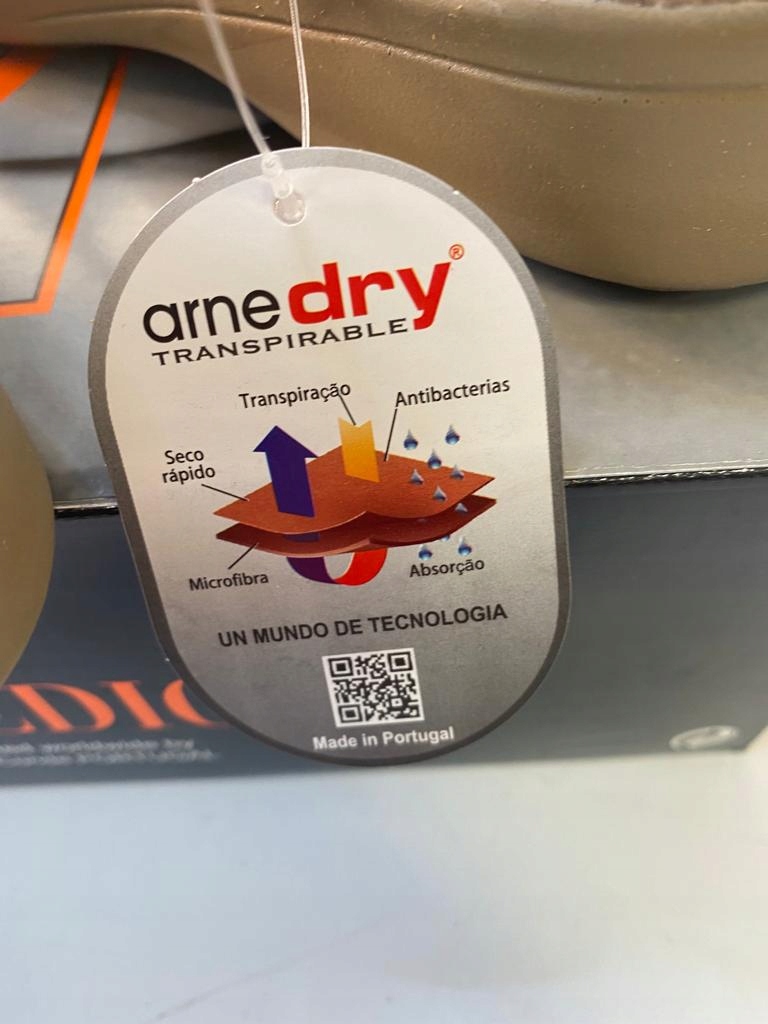 arnedry®
TRANSPIRABLE
Transpiração
Antibacterias
Seco
rápido
Microfibra
Absorção
UN MUNDO DE TECNOLOGIA
Made in Portugal